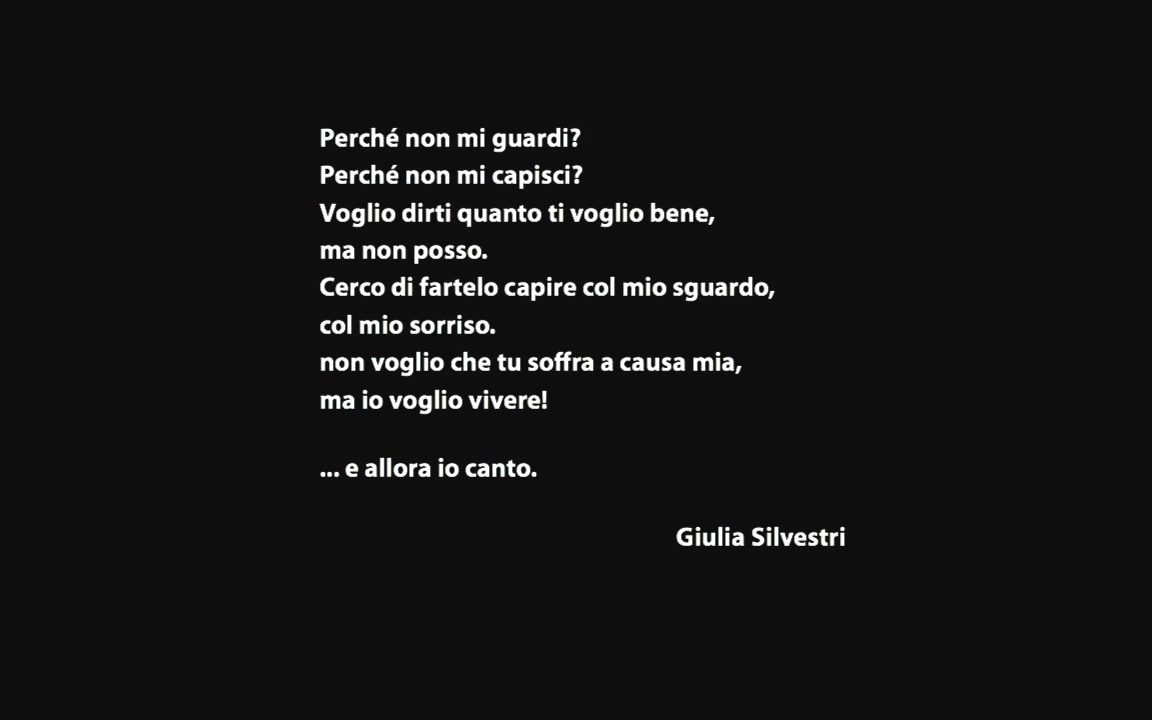 Perché non mi guardi?
Perché non mi capisci?
Voglio dirti quanto ti voglio bene,
ma non posso.
Cerco di fartelo capire col mio sguardo,
col mio sorriso.
non voglio che tu soffra a causa mia,
ma io voglio vivere!
... e allora io canto.
Giulia Silvestri